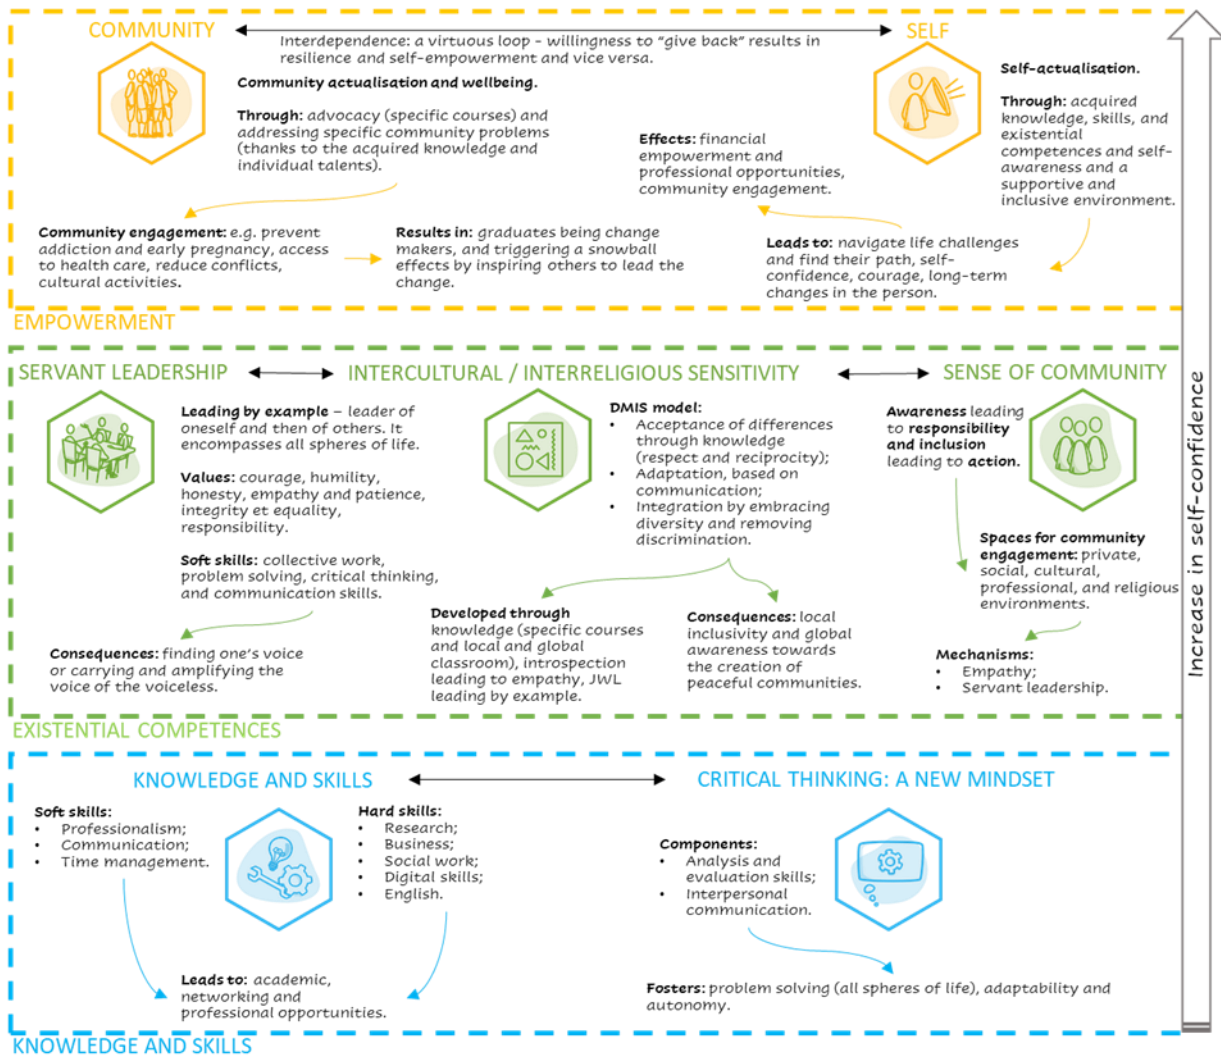 COMMUNITY
SELF
Interdependence: a virtuous loop - willingness to "give back" results in
resilience and self-empowerment and vice versa.
Community actualisation and wellbeing.
Through: advocacy (specific courses) and
addressing specific community problems
(thanks to the acquired knowledge and
individual talents).
Community engagement: e.g. prevent
addiction and early pregnancy, access
to health care, reduce conflicts,
cultural activities.
Results in: graduates being change
makers, and triggering a snowball
effects by inspiring others to lead the
change.
Self-actualisation.
Through: acquired
knowledge, skills, and
existential
competences and self-
awareness and a
supportive and
inclusive environment.
Leads to: navigate life challenges
and find their path, self-
confidence, courage, long-term
changes in the person.
Effects: financial
empowerment and
professional opportunities,
community engagement.
EMPOWERMENT
SERVANT LEADERSHIP
INTERCULTURAL / INTERRELIGIOUS SENSITIVITY
SENSE OF COMMUNITY
Leading by example – leader of
oneself and then of others. It
encompasses all spheres of life.
Values: courage, humility,
honesty, empathy and patience,
integrity et equality,
responsibility.
Soft skills: collective work,
problem solving, critical thinking,
and communication skills.
Consequences: finding one's voice
or carrying and amplifying the
voice of the voiceless.
DMIS model:
• Acceptance of differences
through knowledge
(respect and reciprocity);
• Adaptation, based on
communication;
• Integration by embracing
diversity and removing
discrimination.
Developed through
knowledge (specific courses
and local and global
classroom), introspection
leading to empathy, JWL
leading by example.
Consequences: local
inclusivity and global
awareness towards
the creation of
peaceful communities.
Awareness leading
to responsibility
and inclusion
leading to action.
Spaces for community
engagement: private,
social, cultural,
professional, and religious
environments.
Mechanisms:
• Empathy;
• Servant leadership.
EXISTENTIAL COMPETENCES
KNOWLEDGE AND SKILLS
CRITICAL THINKING: A NEW MINDSET
Soft skills:
• Professionalism;
• Communication;
• Time management.
Hard skills:
• Research;
• Business;
• Social work;
• Digital skills;
• English.
Leads to: academic,
networking and
professional opportunities.
Components:
• Analysis and
evaluation skills;
• Interpersonal
communication.
Fosters: problem solving (all spheres of life), adaptability and
autonomy.
KNOWLEDGE AND SKILLS
Increase in self-confidence